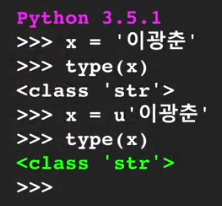 Python 3.5.1
>>> x = '이광춘'
>>> type(x)
<class 'str'>
>>> x = u'이광춘'
>>> type(x)
<class 'str'>
>>>